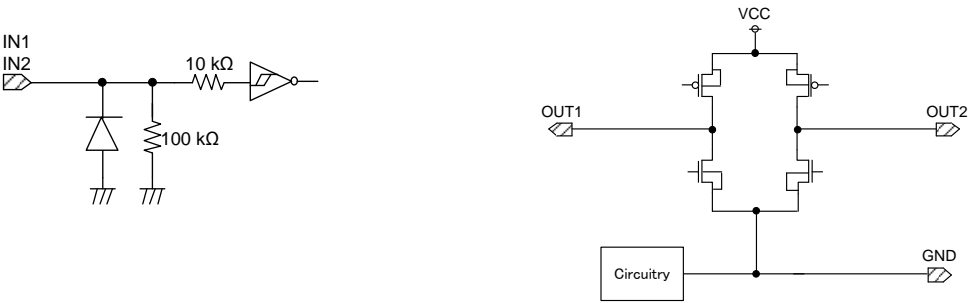 IN1
IN2
10 kΩ
100 kΩ
VCC
OUT1
OUT2
GND
Circuitry